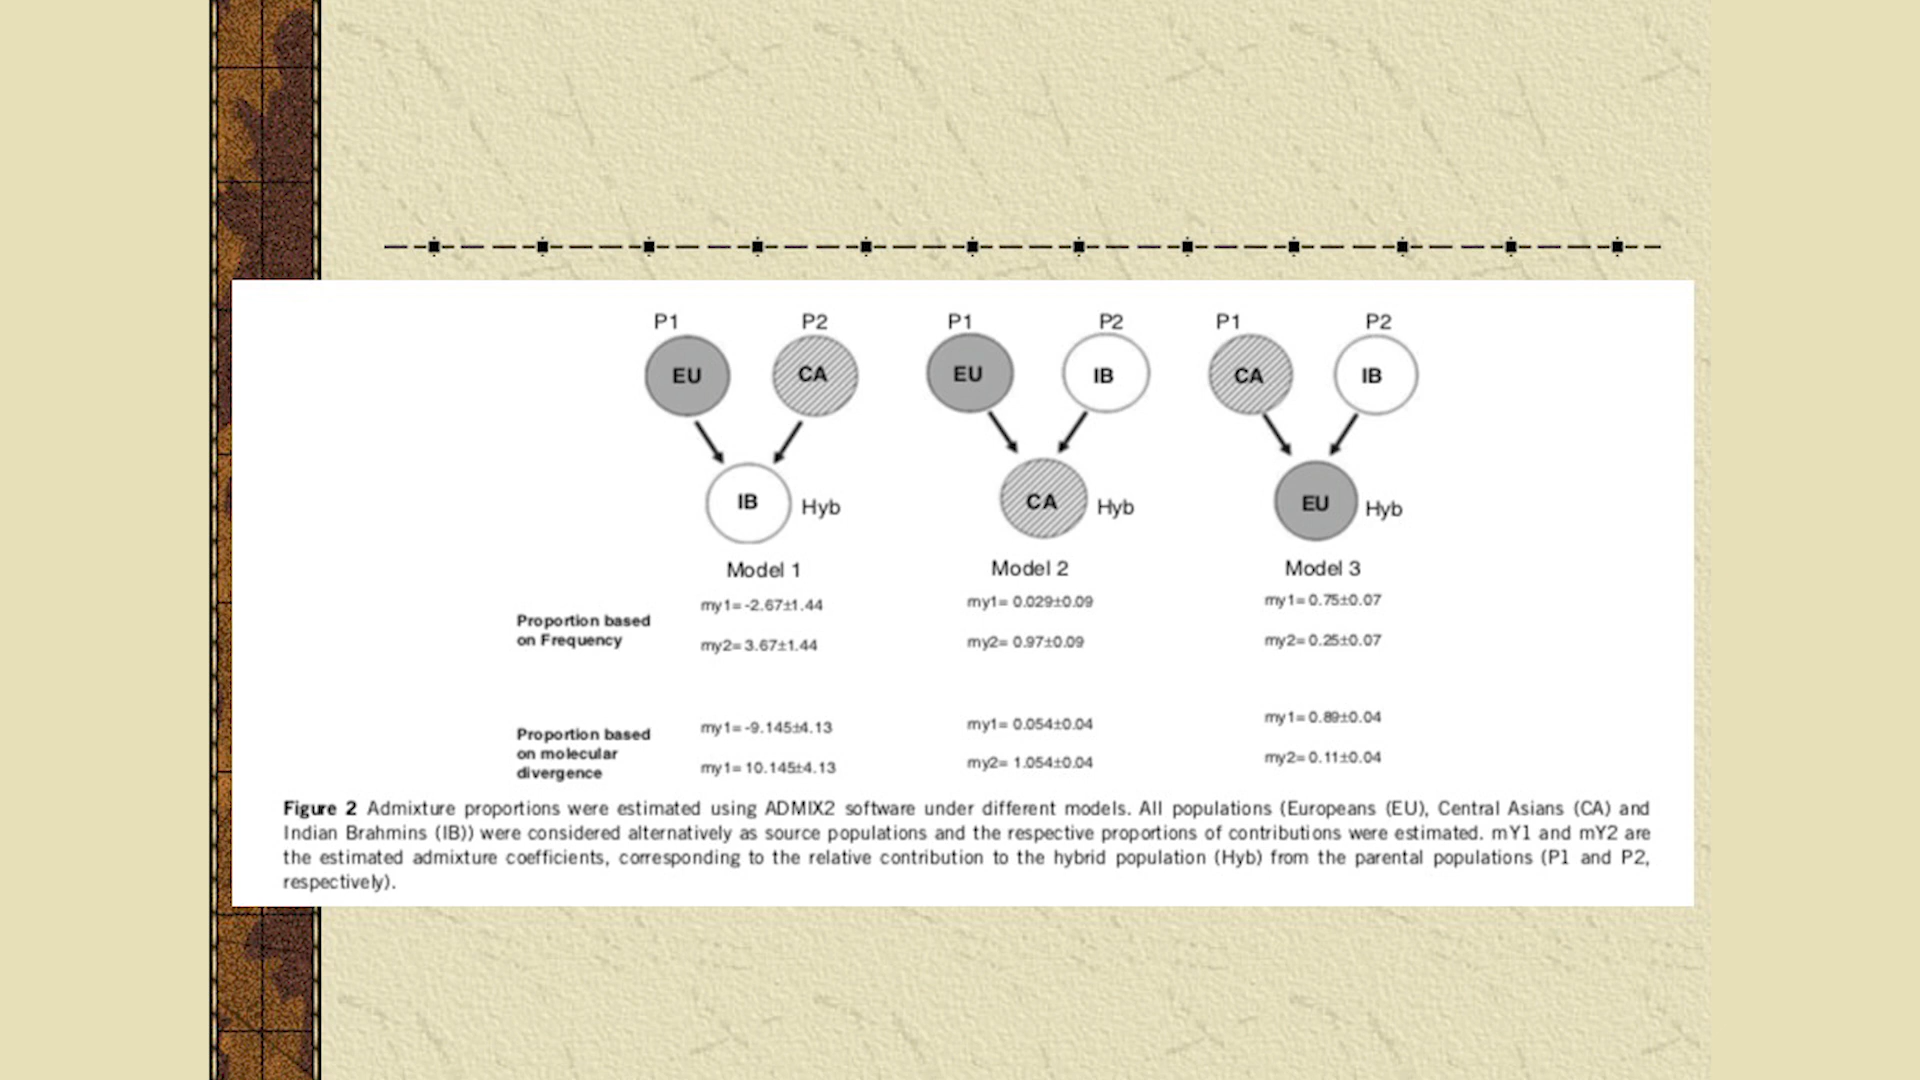 P1 P2 P1 P2 P1 P2
EU CA EU IB CA IB
IB Hyb CA Hyb EU Hyb
Model 1 Model 2 Model 3
Proportion based
on Frequency
my1= -2.67±1.44 my1= 0.029±0.09 my1= 0.75±0.07
my2= 3.67±1.44 my2= 0.97±0.09 my2= 0.25±0.07
Proportion based
on molecular
divergence
my1= -9.145±4.13 my1= 0.054±0.04 my1= 0.89±0.04
my1= 10.145±4.13 my2= 1.054±0.04 my2= 0.11±0.04
Figure 2 Admixture proportions were estimated using ADMIX2 software under different models. All populations (Europeans (EU), Central Asians (CA) and
Indian Brahmins (IB)) were considered alternatively as source populations and the respective proportions of contributions were estimated. mY1 and mY2 are
the estimated admixture coefficients, corresponding to the relative contribution to the hybrid population (Hyb) from the parental populations (P1 and P2,
respectively).